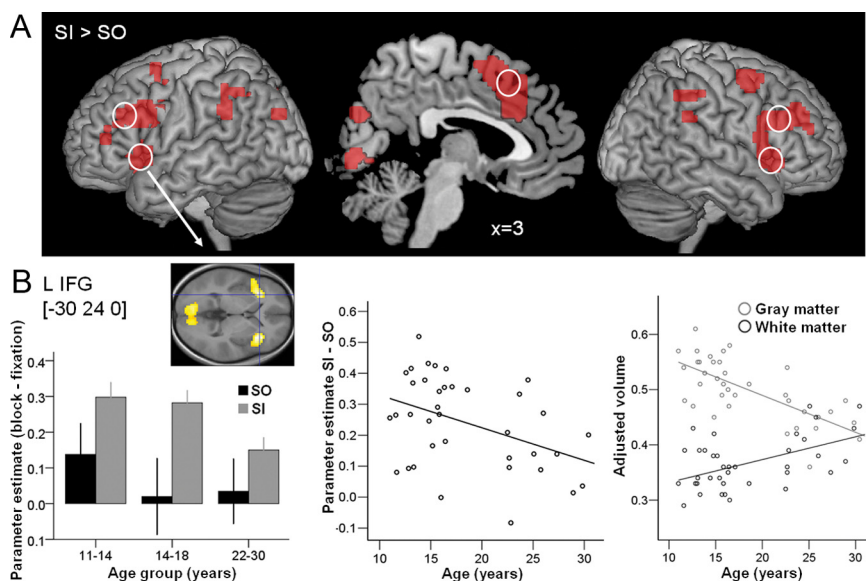 A
SI > SO
x=3
B
L IFG
[-30 24 0]
Parameter estimate (block - fixation)
0.4
0.3
0.2
0.1
0.0
0.1
SO
SI
11-14
14-18
22-30
Age group (years)
Parameter estimate SI - SO
0.6
0.5
0.4
0.3
0.2
0.1
0.0
-0.1
10
15
20
25
30
Age (years)
Adjusted volume
0.6
0.5
0.4
0.3
Gray matter
White matter
10
15
20
25
30
Age (years)